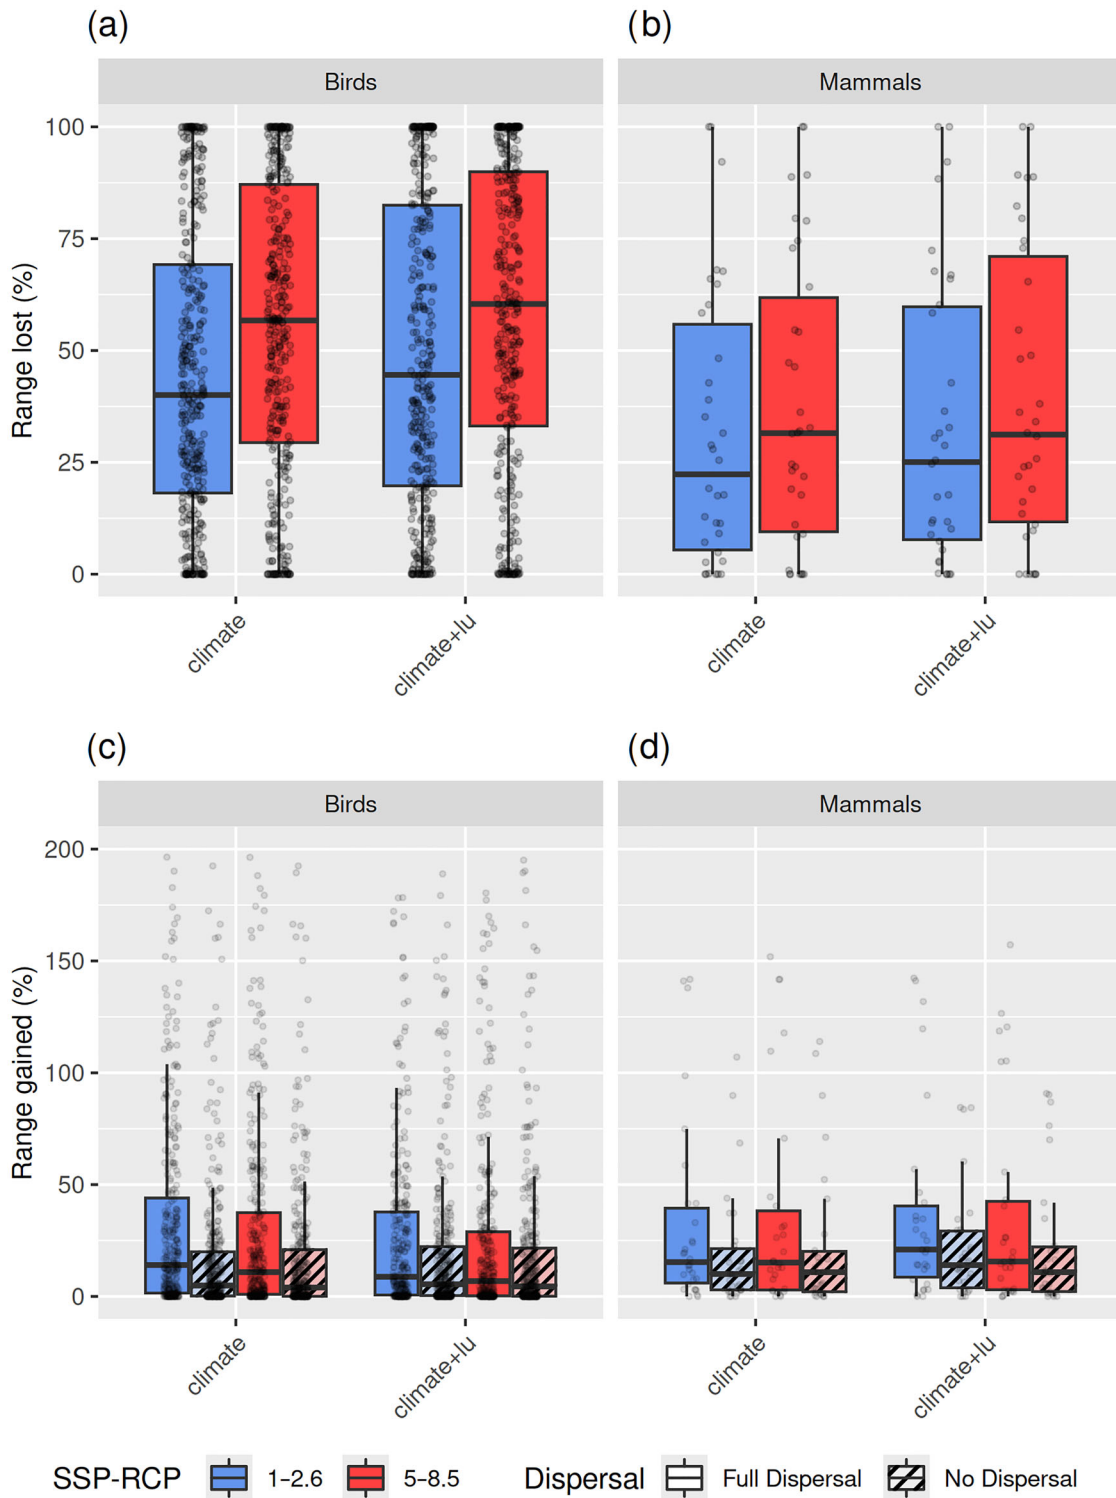 (a)
(b)
Birds
Mammals
Range lost (%)
100
75
50
25
0
climate
climate+lu
climate
climate+lu
(c)
(d)
Birds
Mammals
Range gained (%)
200
150
100
50
0
climate
climate+lu
climate
climate+lu
SSP-RCP 1-2.6 5-8.5 Dispersal Full Dispersal No Dispersal